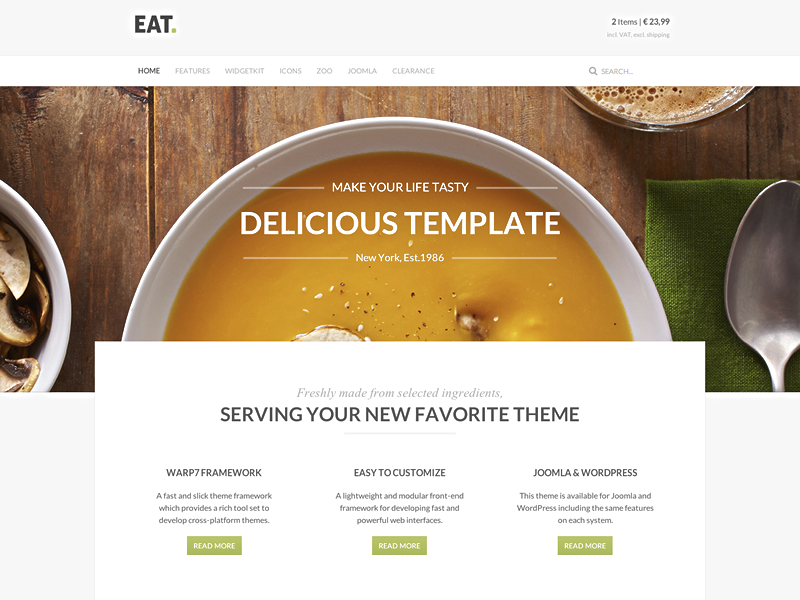 EAT.
2 Items | € 23,99
incl. VAT, excl. shipping
HOME FEATURES WIDGETKIT ICONS ZOO JOOMLA CLEARANCE SEARCH...
MAKE YOUR LIFE TASTY
DELICIOUS TEMPLATE
New York, Est.1986
Freshly made from selected ingredients,
SERVING YOUR NEW FAVORITE THEME
WARP7 FRAMEWORK
A fast and slick theme framework
which provides a rich tool set to
develop cross-platform themes.
READ MORE
EASY TO CUSTOMIZE
A lightweight and modular front-end
framework for developing fast and
powerful web interfaces.
READ MORE
JOOMLA & WORDPRESS
This theme is available for Joomla and
WordPress including the same features
on each system.
READ MORE